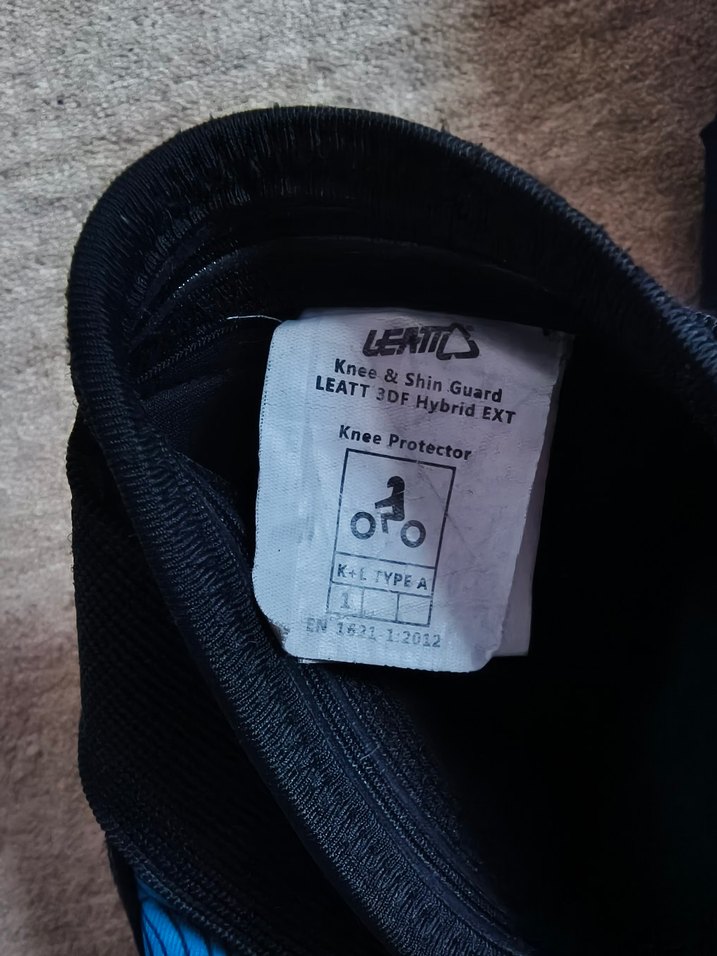 LEATT
Knee & Shin Guard
LEATT 3DF Hybrid EXT
Knee Protector
K+L TYPE A
1
EN 1621-1:2012